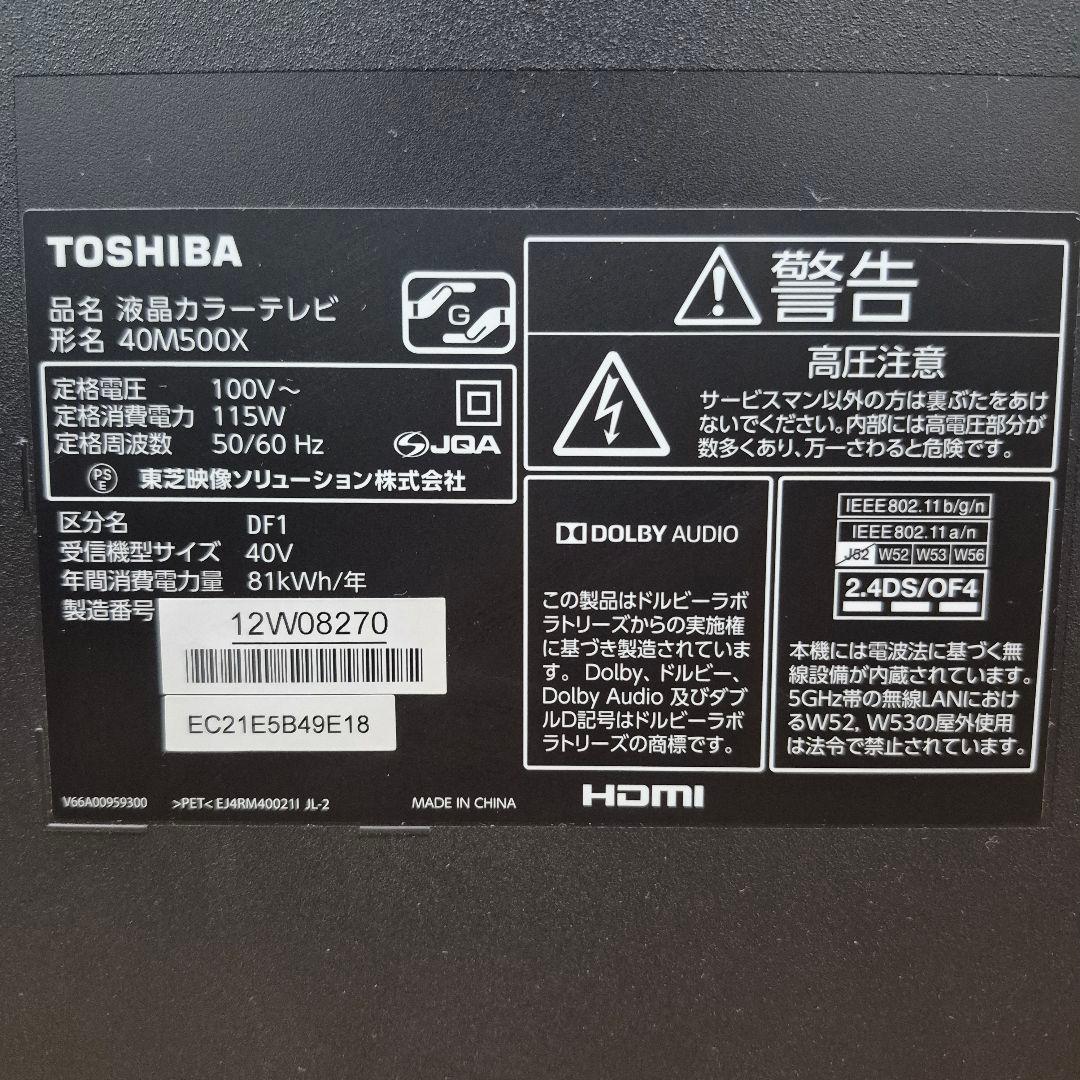 TOSHIBA
品名 液晶カラーテレビ
形名 40M500X
G
定格電圧 100V～
定格消費電力 115W
定格周波数 50/60 Hz
JQA
PS
E
東芝映像ソリューション株式会社
区分名 DF1
受信機型サイズ 40V
年間消費電力量 81kWh/年
製造番号
12W08270
EC21E5B49E18
V66A00959300 >PET< EJ4RM40021I JL-2 MADE IN CHINA
警告
高圧注意
サービスマン以外の方は裏ぶたをあけ
ないでください。内部には高電圧部分が
数多くあり、万一さわると危険です。
DOLBY AUDIO
この製品はドルビーラボ
ラトリーズからの実施権
に基づき製造されていま
す。Dolby、ドルビー、
Dolby Audio 及びダブ
ルD記号はドルビーラボ
ラトリーズの商標です。
HDMI
IEEE802.11b/g/n
IEEE802.11a/n
J52 W52 W53 W56
2.4DS/OF4
本機には電波法に基づく無
線設備が内蔵されています。
5GHz帯の無線LANにおけ
るW52, W53の屋外使用
は法令で禁止されています。